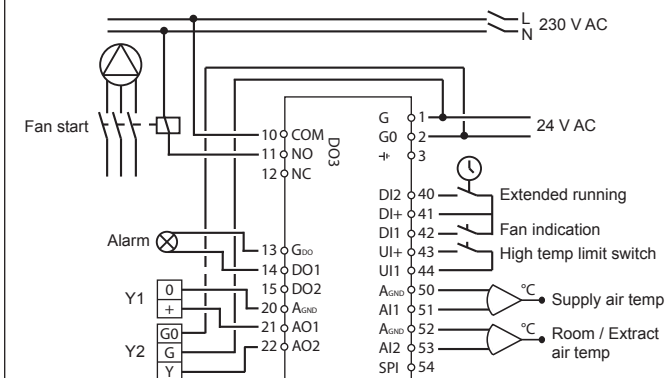 L
N
230 V AC
Fan start
10 COM
11 NO
12 NC
DO3
G 1
G0 2
3
24 V AC
DI2 40
DI+ 41
DI1 42
UI+ 43
UI1 44
Extended running
Fan indication
High temp limit switch
Alarm
13 GDO
14 DO1
15 DO2
20 AGND
21 AO1
22 AO2
Y1
0
+
Y2
G0
G
Y
AGND 50
AI1 51
AGND 52
AI2 53
SPI 54
°C
Supply air temp
°C
Room / Extract
air temp